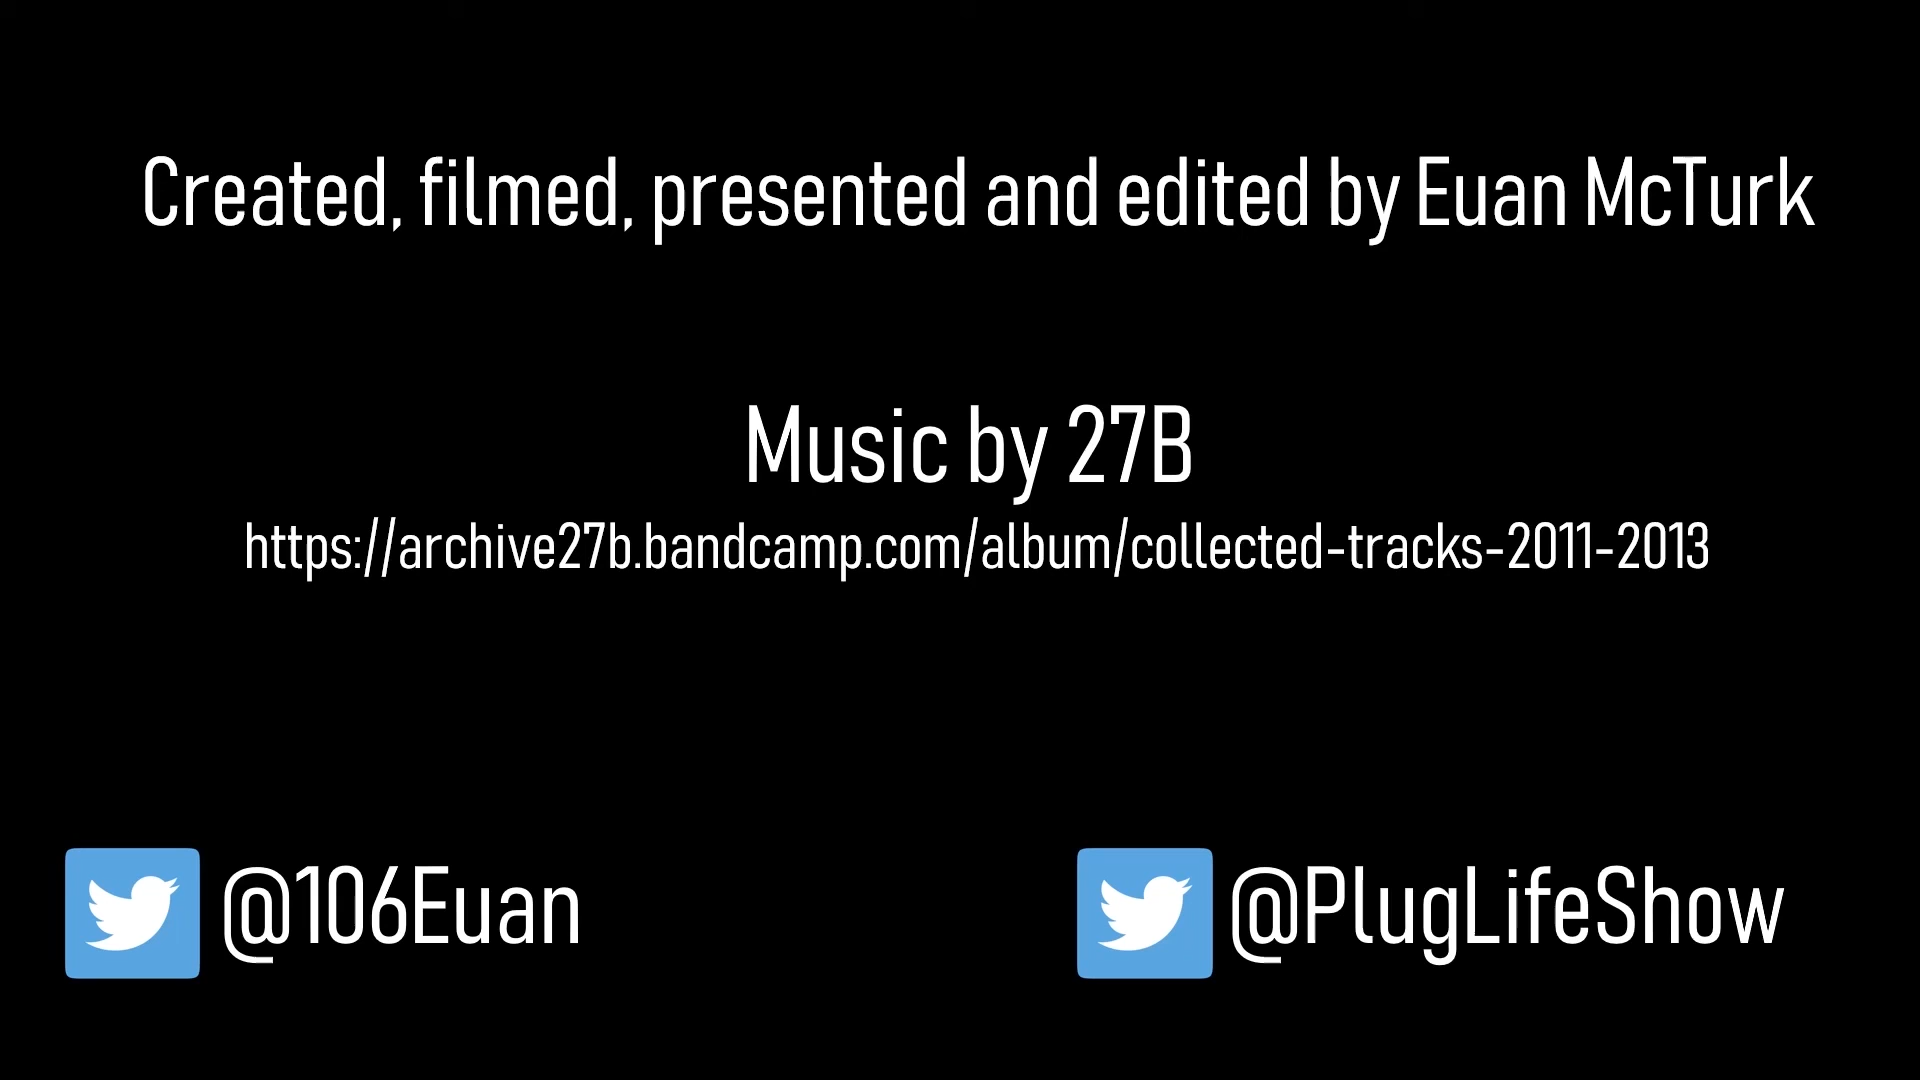 Created, filmed, presented and edited by Euan McTurk
Music by 27B
https://archive27b.bandcamp.com/album/collected-tracks-2011-2013
@106Euan
@PlugLifeShow